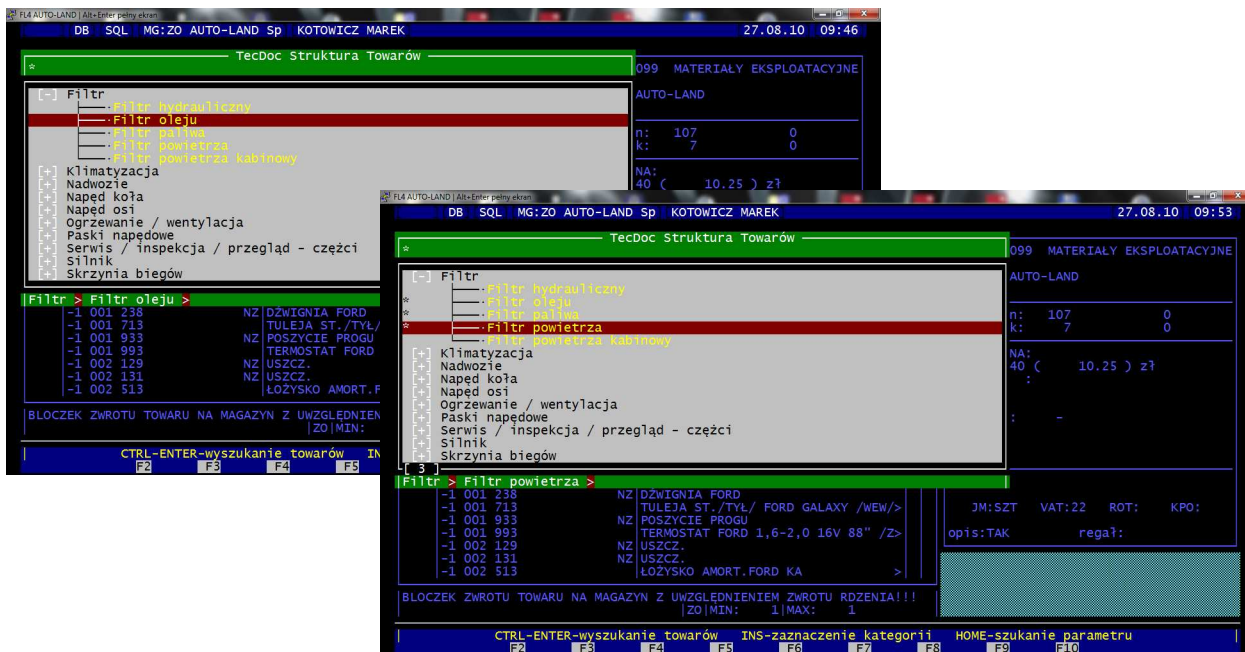 FL4 AUTO-LAND | Alt+Enter pełny ekran
DB SQL MG:ZO AUTO-LAND Sp KOTOWICZ MAREK 27.08.10 09:46
TecDoc Struktura Towarów
*
099 MATERIAŁY EKSPLOATACYJNE
[-] Filtr
AUTO-LAND
Filtr hydrauliczny
Filtr oleju
Filtr paliwa
n: 107 0
Filtr powietrza
k: 7 0
Filtr powietrza kabinowy
[+] Klimatyzacja
NA:
[+] Nadwozie
40 ( 10.25 ) zł
[+] Napęd koła
[+] Napęd osi
[+] Ogrzewanie / wentylacja
[+] Paski napędowe
[+] Serwis / inspekcja / przegląd - czężci
[+] Silnik
[+] Skrzynia biegów
|Filtr > Filtr oleju >
|-1 001 238 NZ|DŹWIGNIA FORD
|-1 001 713 |TULEJA ST./TYŁ/
|-1 001 933 NZ|POSZYCIE PROGU
|-1 001 993 |TERMOSTAT FORD
|-1 002 129 NZ|USZCZ.
|-1 002 131 NZ|USZCZ.
|-1 002 513 |ŁOŻYSKO AMORT.F
|BLOCZEK ZWROTU TOWARU NA MAGAZYN Z UWZGLĘDNIEN
|ZO|MIN:
| CTRL-ENTER-wyszukanie towarów IN
F2 F3 F4 F5
FL4 AUTO-LAND | Alt+Enter pełny ekran
DB SQL MG:ZO AUTO-LAND Sp KOTOWICZ MAREK 27.08.10 09:53
TecDoc Struktura Towarów
*
099 MATERIAŁY EKSPLOATACYJNE
[-] Filtr
AUTO-LAND
Filtr hydrauliczny
* Filtr oleju
* Filtr paliwa
n: 107 0
* Filtr powietrza
k: 7 0
Filtr powietrza kabinowy
[+] Klimatyzacja
NA:
[+] Nadwozie
40 ( 10.25 ) zł
[+] Napęd koła
:
[+] Napęd osi
[+] Ogrzewanie / wentylacja
[+] Paski napędowe
: -
[+] Serwis / inspekcja / przegląd - czężci
[+] Silnik
[+] Skrzynia biegów
[ 3 ]
|Filtr > Filtr powietrza >
|-1 001 238 NZ|DŹWIGNIA FORD
|-1 001 713 |TULEJA ST./TYŁ/ FORD GALAXY /WEW/> JM:SZT VAT:22 ROT: KPO:
|-1 001 933 NZ|POSZYCIE PROGU
|-1 001 993 |TERMOSTAT FORD 1,6-2,0 16V 88" /Z> opis:TAK regał:
|-1 002 129 NZ|USZCZ.
|-1 002 131 NZ|USZCZ.
|-1 002 513 |ŁOŻYSKO AMORT.FORD KA >
|BLOCZEK ZWROTU TOWARU NA MAGAZYN Z UWZGLĘDNIENIEM ZWROTU RDZENIA!!!
|ZO|MIN: 1|MAX: 1
| CTRL-ENTER-wyszukanie towarów INS-zaznaczenie kategorii HOME-szukanie parametru |
F2 F3 F4 F5 F6 F7 F8 F9 F10